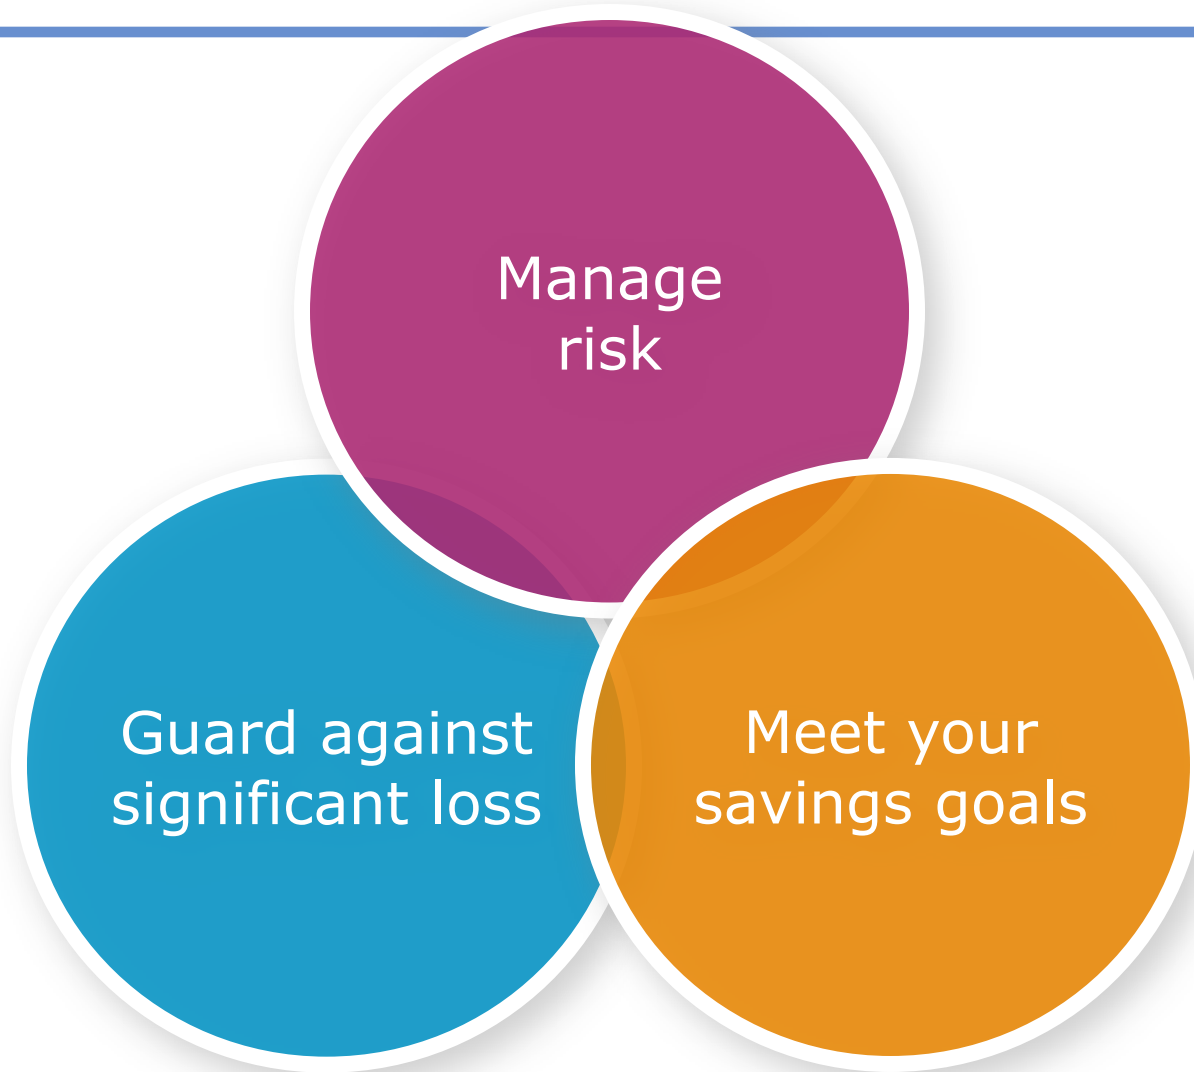 Manage
risk
Guard against
significant loss
Meet your
savings goals